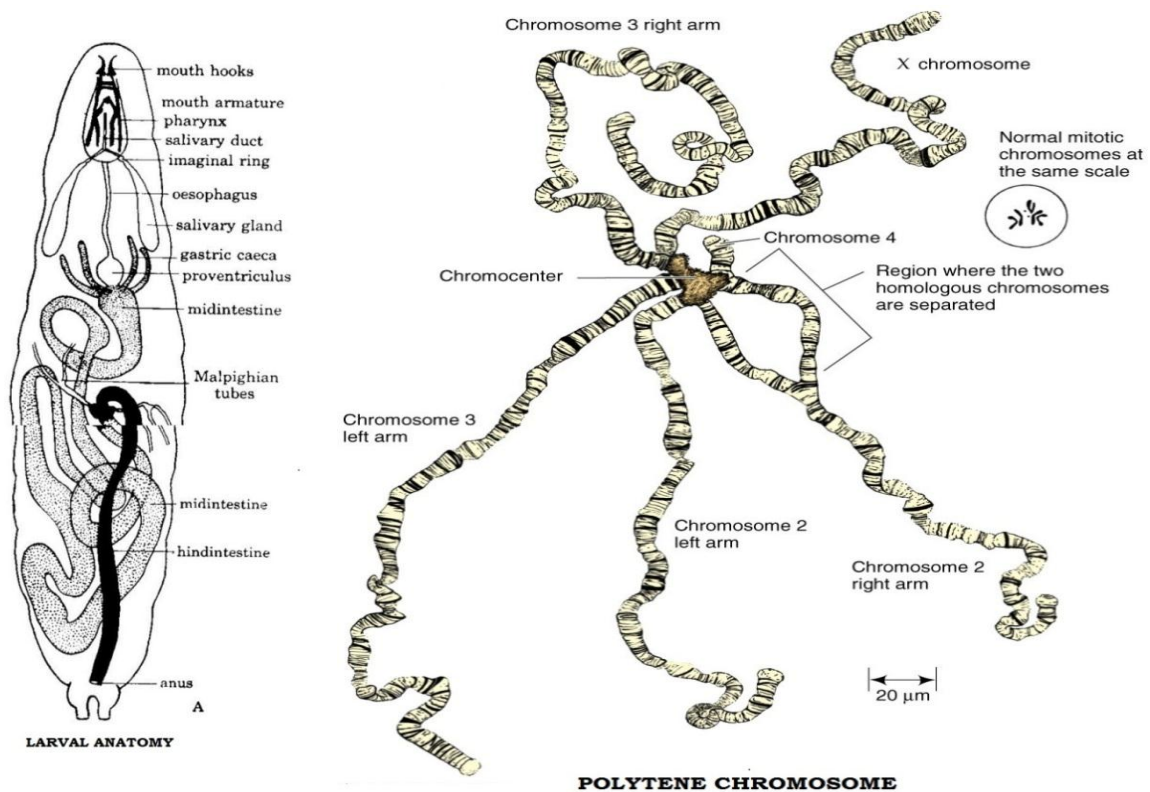 mouth hooks
mouth armature
pharynx
salivary duct
imaginal ring
oesophagus
salivary gland
gastric caeca
proventriculus
midintestine
Malpighian
tubes
midintestine
hindintestine
anus
A
LARVAL ANATOMY
Chromosome 3 right arm
X chromosome
Normal mitotic
chromosomes at
the same scale
Chromosome 4
Chromocenter
Region where the two
homologous chromosomes
are separated
Chromosome 3
left arm
Chromosome 2
left arm
Chromosome 2
right arm
20 μm
POLYTENE CHROMOSOME